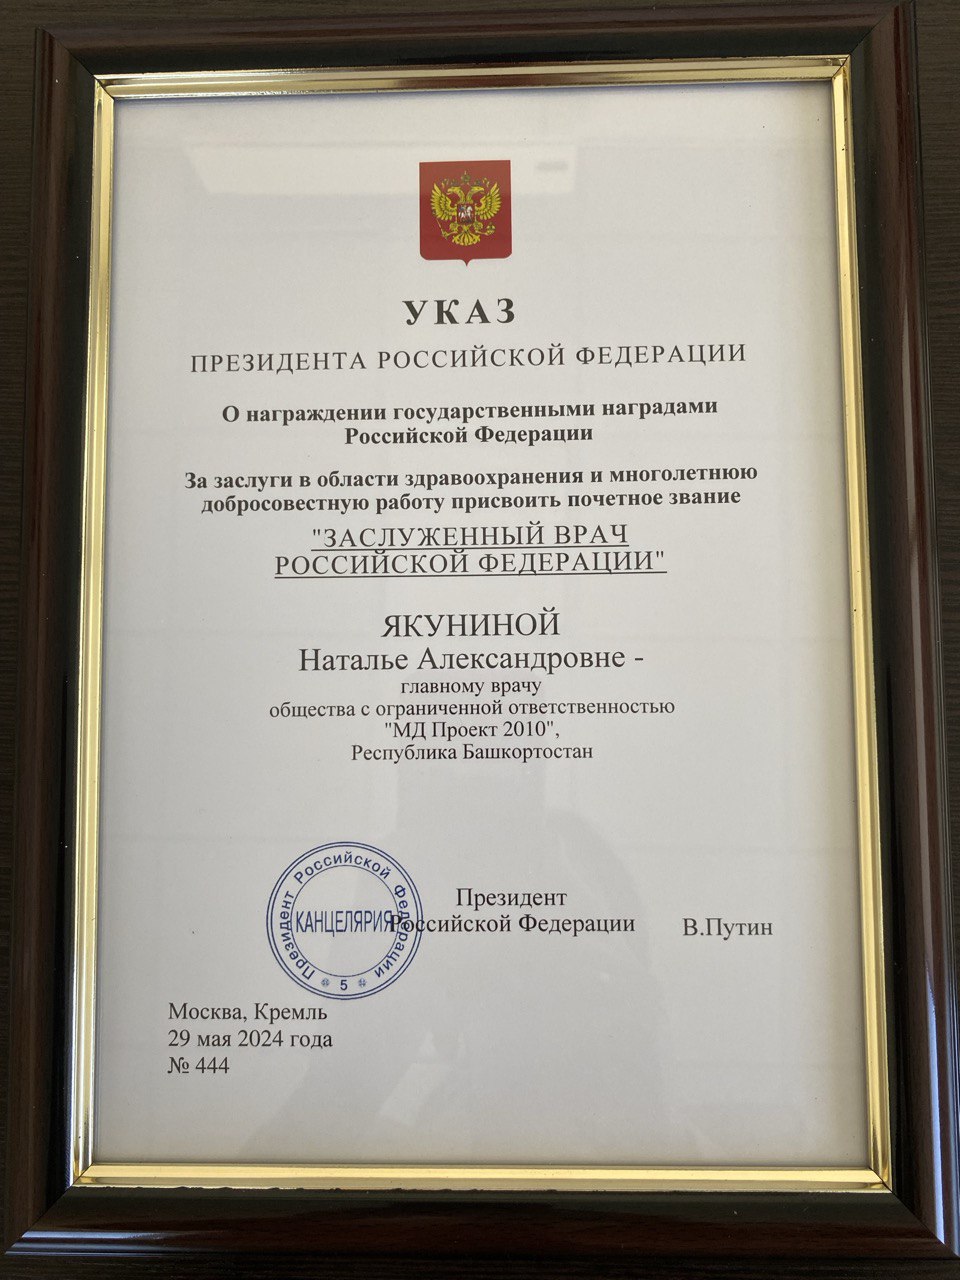 УКАЗ
ПРЕЗИДЕНТА РОССИЙСКОЙ ФЕДЕРАЦИИ
О награждении государственными наградами
Российской Федерации
За заслуги в области здравоохранения и многолетнюю
добросовестную работу присвоить почетное звание
"ЗАСЛУЖЕННЫЙ ВРАЧ
РОССИЙСКОЙ ФЕДЕРАЦИИ"
ЯКУНИНОЙ
Наталье Александровне -
главному врачу
общества с ограниченной ответственностью
"МД Проект 2010",
Республика Башкортостан
Президент Российской Федерации
КАНЦЕЛЯРИЯ
5
Президент
Российской Федерации
В.Путин
Москва, Кремль
29 мая 2024 года
№ 444